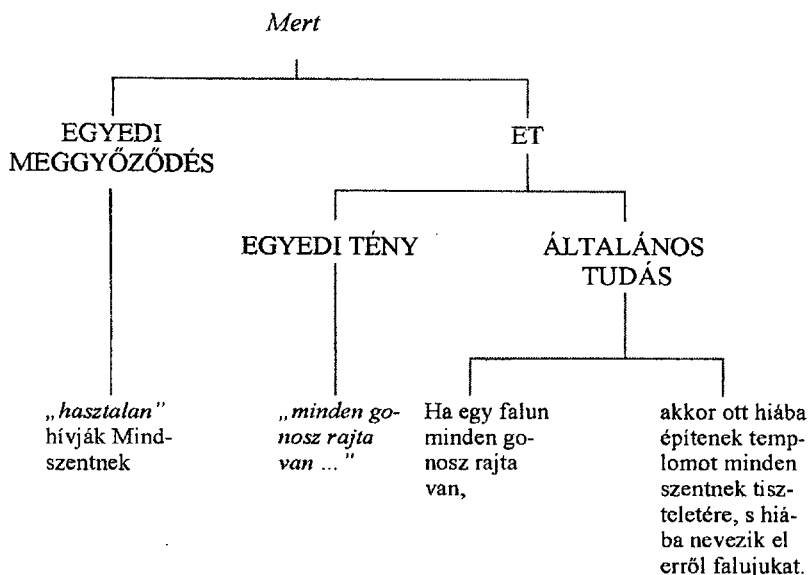 Mert
EGYEDI
MEGGYŐZŐDÉS
ET
EGYEDI TÉNY
ÁLTALÁNOS
TUDÁS
„hasztalan”
hívják Mind-
szentnek
„minden go-
nosz rajta
van ...”
Ha egy falun
minden go-
nosz rajta
van,
akkor ott hiába
építenek temp-
lomot minden
szentnek tisz-
teletére, s hiá-
ba nevezik el
erről falujukat.